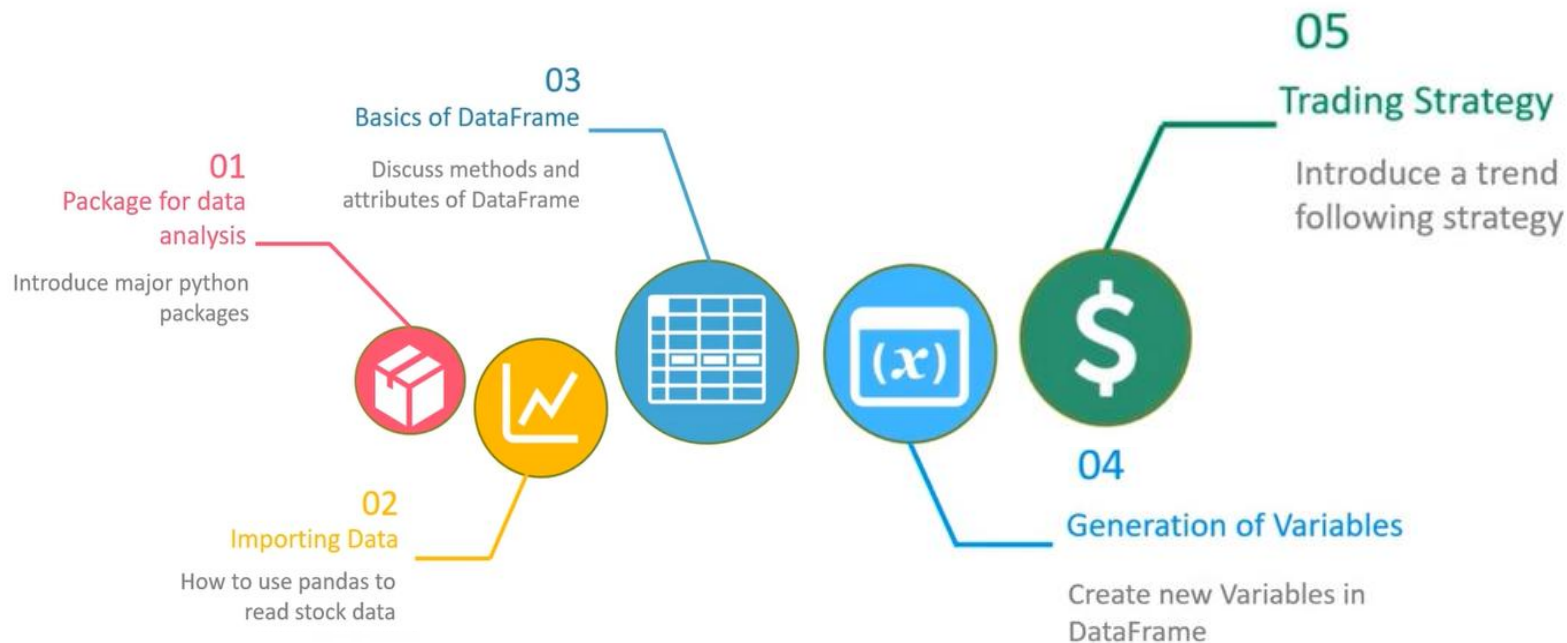 01
Package for data
analysis
Introduce major python
packages
02
Importing Data
How to use pandas to
read stock data
03
Basics of DataFrame
Discuss methods and
attributes of DataFrame
(x)
04
Generation of Variables
Create new Variables in
DataFrame
$
05
Trading Strategy
Introduce a trend
following strategy